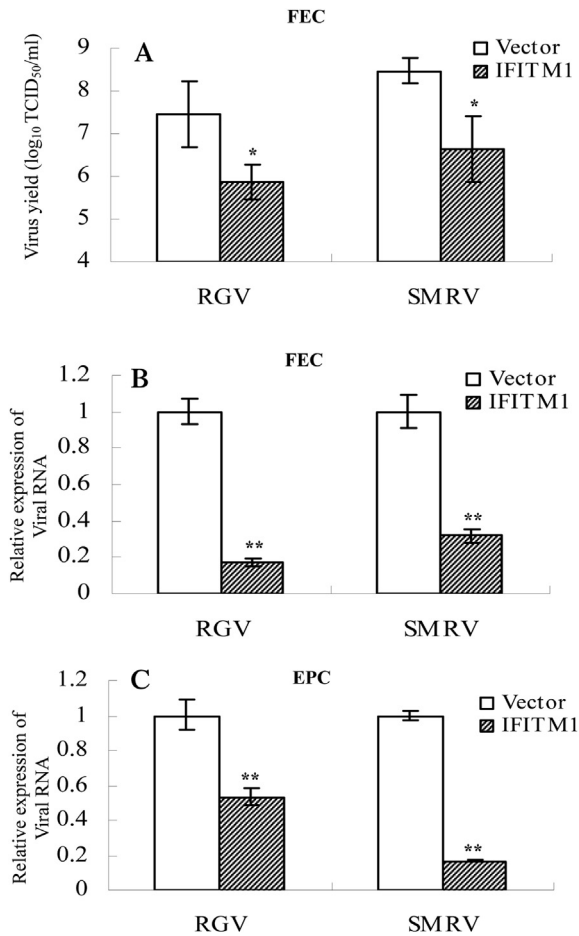 FEC
A
Vector
IFITM1
Virus yield (log10 TCID50/ml)
9
8
7
6
5
4
*
*
RGV
SMRV
FEC
B
Vector
IFITM1
Relative expression of
Viral RNA
1.2
1
0.8
0.6
0.4
0.2
0
**
**
RGV
SMRV
EPC
C
Vector
IFITM1
Relative expression of
Viral RNA
1.2
1
0.8
0.6
0.4
0.2
0
**
**
RGV
SMRV